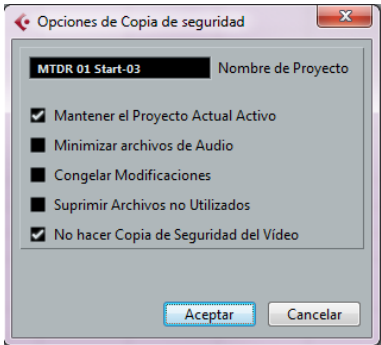 Opciones de Copia de seguridad
MTDR 01 Start-03 Nombre de Proyecto
Mantener el Proyecto Actual Activo
Minimizar archivos de Audio
Congelar Modificaciones
Suprimir Archivos no Utilizados
No hacer Copia de Seguridad del Vídeo
Aceptar Cancelar